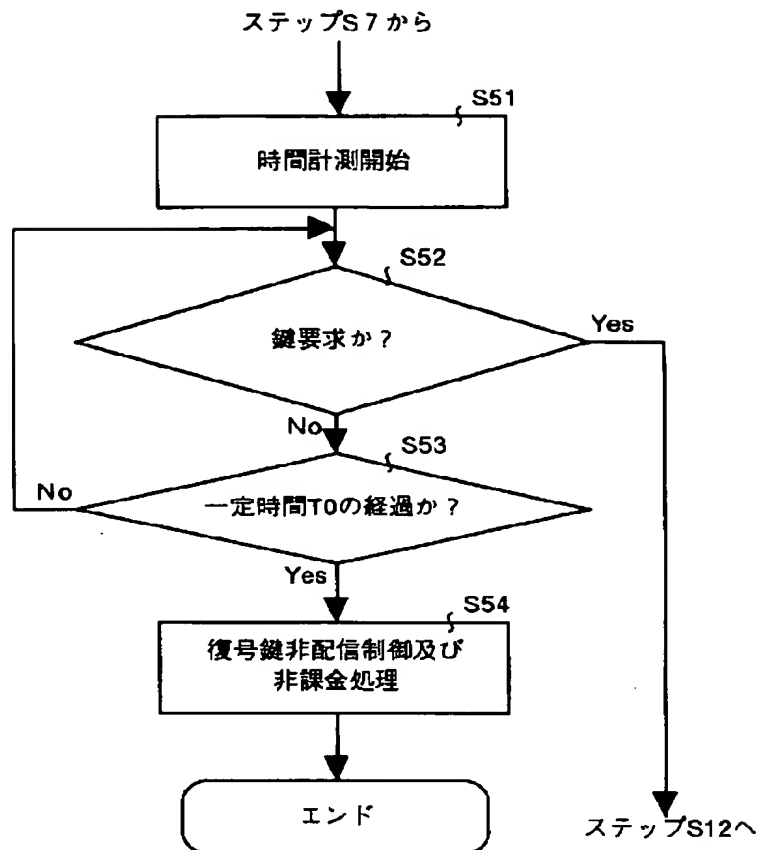 ステップS7から
S51
時間計測開始
S52
鍵要求か？
Yes
No
S53
一定時間T0の経過か？
No
Yes
S54
復号鍵非配信制御及び
非課金処理
エンド
ステップS12へ